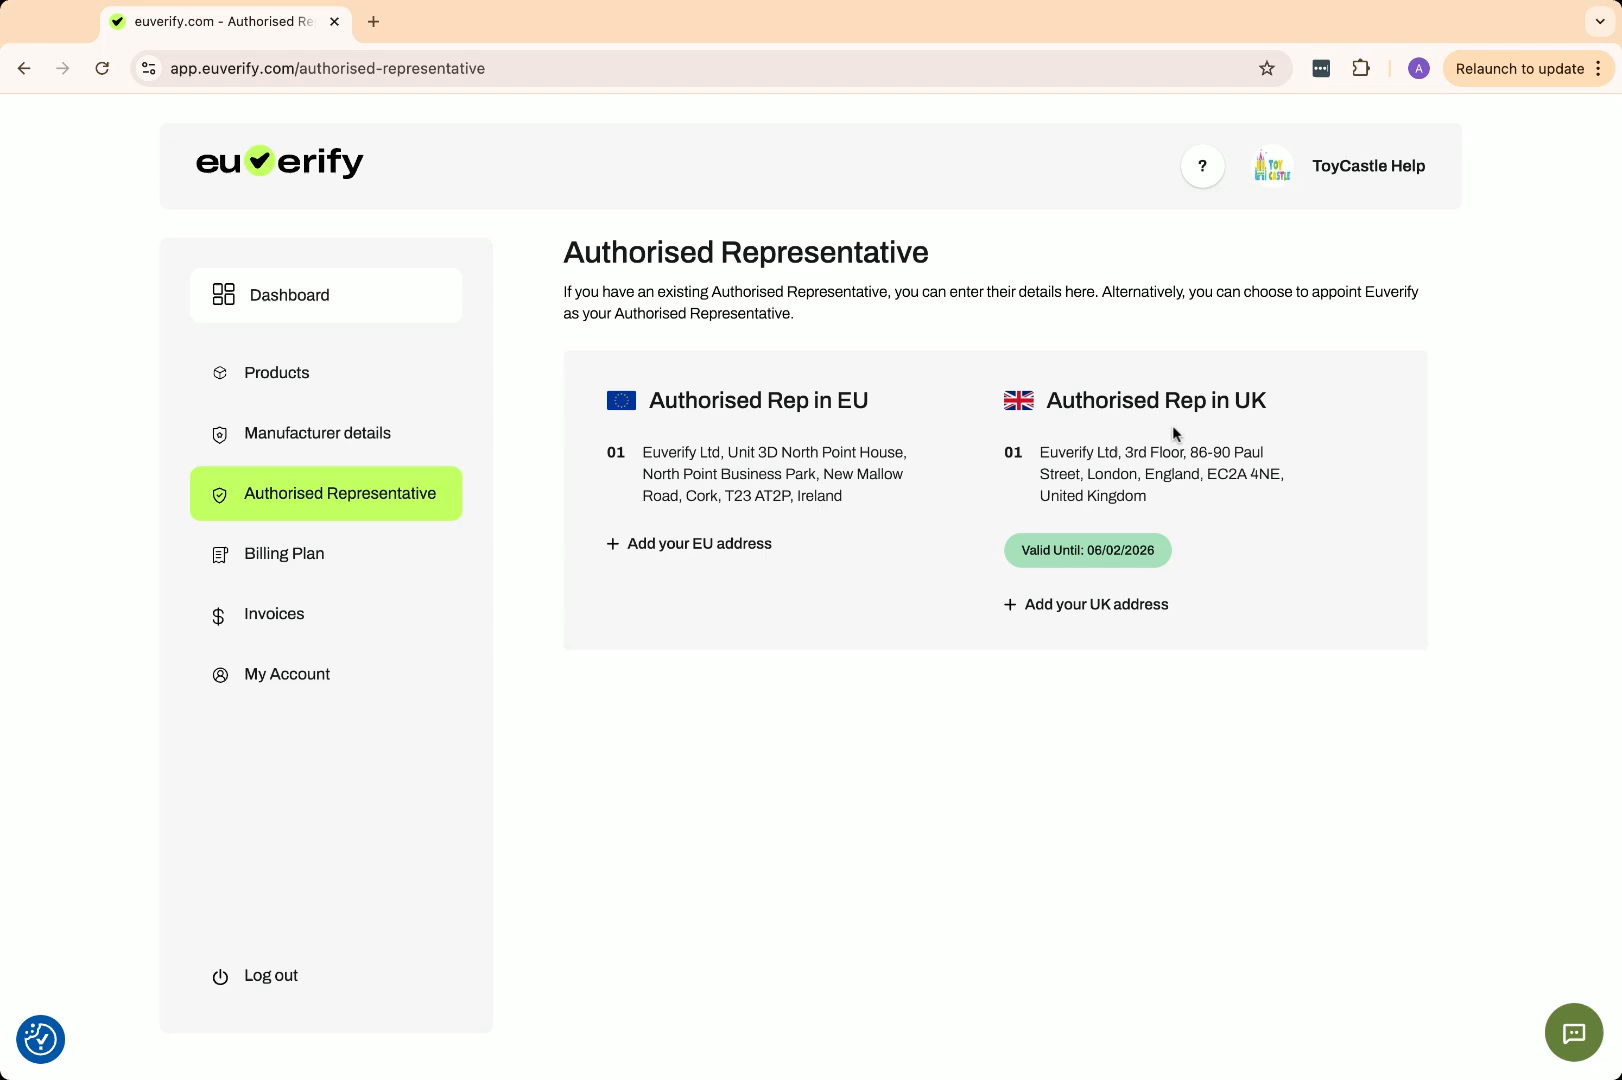 euverify.com - Authorised Re
app.euverify.com/authorised-representative
A
Relaunch to update
euverify
?
TOY
CASTLE
ToyCastle Help
Dashboard
Products
Manufacturer details
Authorised Representative
Billing Plan
Invoices
My Account
Log out
Authorised Representative
If you have an existing Authorised Representative, you can enter their details here. Alternatively, you can choose to appoint Euverify
as your Authorised Representative.
Authorised Rep in EU
01 Euverify Ltd, Unit 3D North Point House,
North Point Business Park, New Mallow
Road, Cork, T23 AT2P, Ireland
+ Add your EU address
Authorised Rep in UK
01 Euverify Ltd, 3rd Floor, 86-90 Paul
Street, London, England, EC2A 4NE,
United Kingdom
Valid Until: 06/02/2026
+ Add your UK address